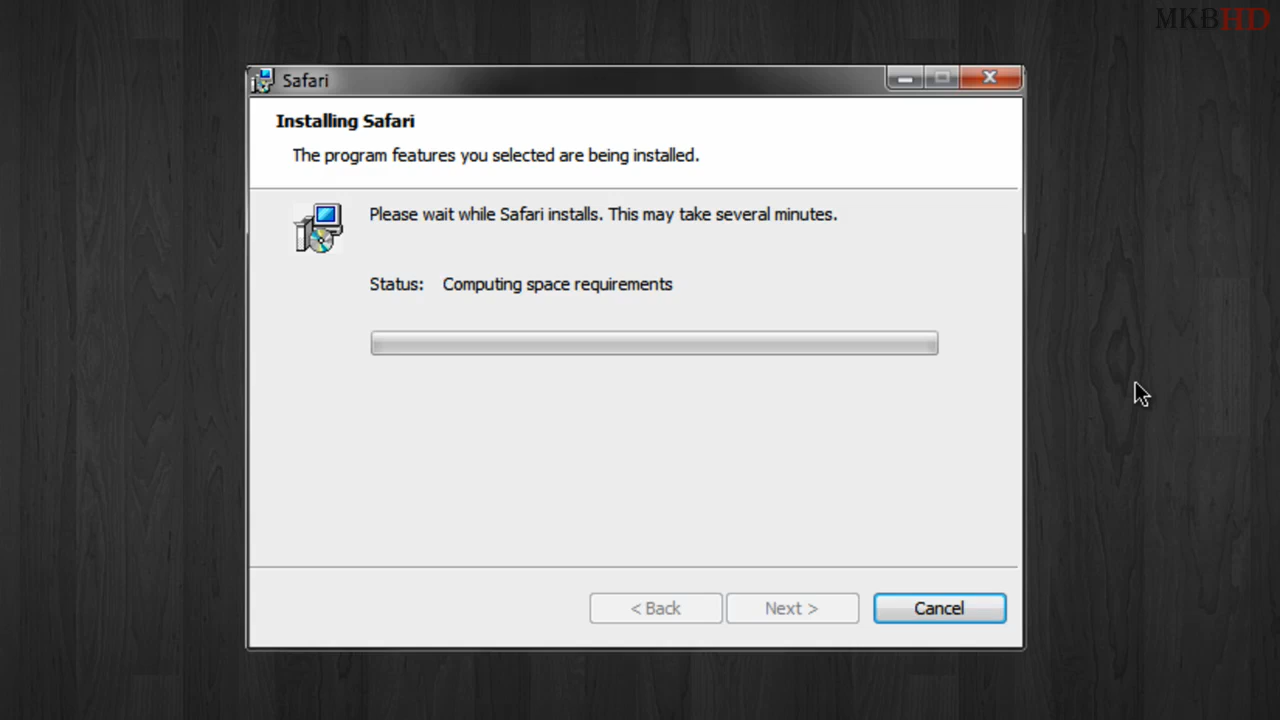 MKBHD
Safari
Installing Safari
The program features you selected are being installed.
Please wait while Safari installs. This may take several minutes.
Status: Computing space requirements
< Back Next > Cancel